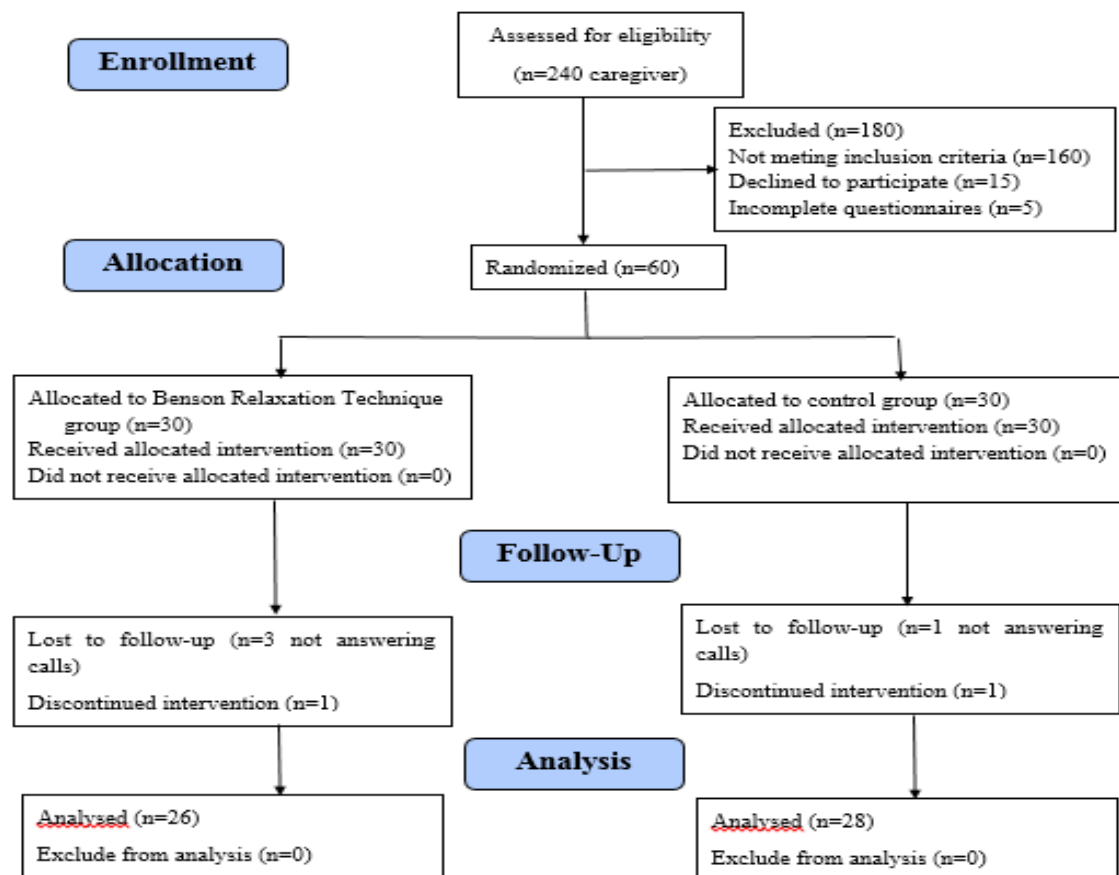 Enrollment
Assessed for eligibility
(n=240 caregiver)
Excluded (n=180)
Not meting inclusion criteria (n=160)
Declined to participate (n=15)
Incomplete questionnaires (n=5)
Allocation
Randomized (n=60)
Allocated to Benson Relaxation Technique
group (n=30)
Received allocated intervention (n=30)
Did not receive allocated intervention (n=0)
Allocated to control group (n=30)
Received allocated intervention (n=30)
Did not receive allocated intervention (n=0)
Follow-Up
Lost to follow-up (n=3 not answering
calls)
Discontinued intervention (n=1)
Lost to follow-up (n=1 not answering
calls)
Discontinued intervention (n=1)
Analysis
Analysed (n=26)
Exclude from analysis (n=0)
Analysed (n=28)
Exclude from analysis (n=0)